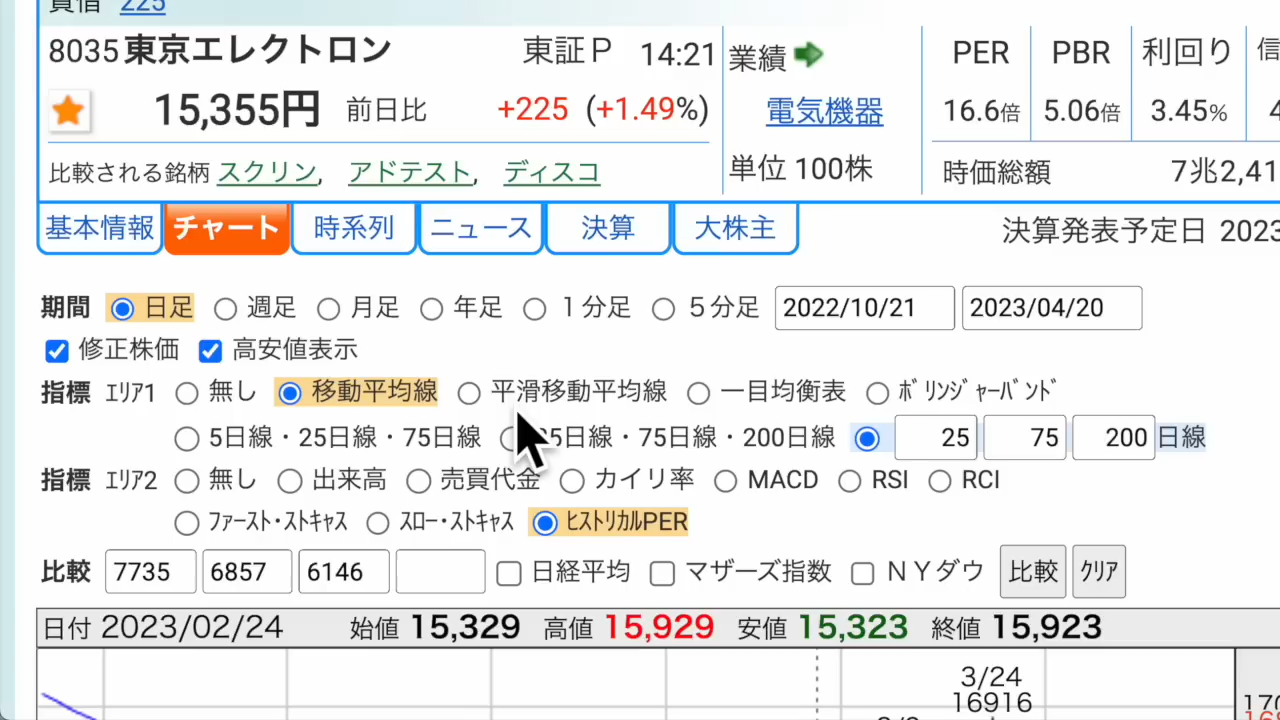 貸借 225
8035 東京エレクトロン 東証Ｐ 14:21
業績
PER PBR 利回り
15,355円 前日比 +225 (+1.49%)
電気機器
16.6倍 5.06倍 3.45%
比較される銘柄 スクリン, アドテスト, ディスコ
単位 100株
時価総額 7兆2,41
基本情報 チャート 時系列 ニュース 決算 大株主
決算発表予定日 2023
期間 日足 週足 月足 年足 １分足 ５分足 2022/10/21 2023/04/20
修正株価 高安値表示
指標 ｴﾘｱ1 無し 移動平均線 平滑移動平均線 一目均衡表 ﾎﾞﾘﾝｼﾞｬｰﾊﾞﾝﾄﾞ
5日線・25日線・75日線 5日線・75日線・200日線 25 75 200 日線
指標 ｴﾘｱ2 無し 出来高 売買代金 カイリ率 MACD RSI RCI
ﾌｧｰｽﾄ･ｽﾄｷｬｽ ｽﾛｰ･ｽﾄｷｬｽ ﾋｽﾄﾘｶﾙPER
比較 7735 6857 6146 日経平均 マザーズ指数 ＮＹダウ 比較 ｸﾘｱ
日付 2023/02/24 始値 15,329 高値 15,929 安値 15,323 終値 15,923
3/24
16916